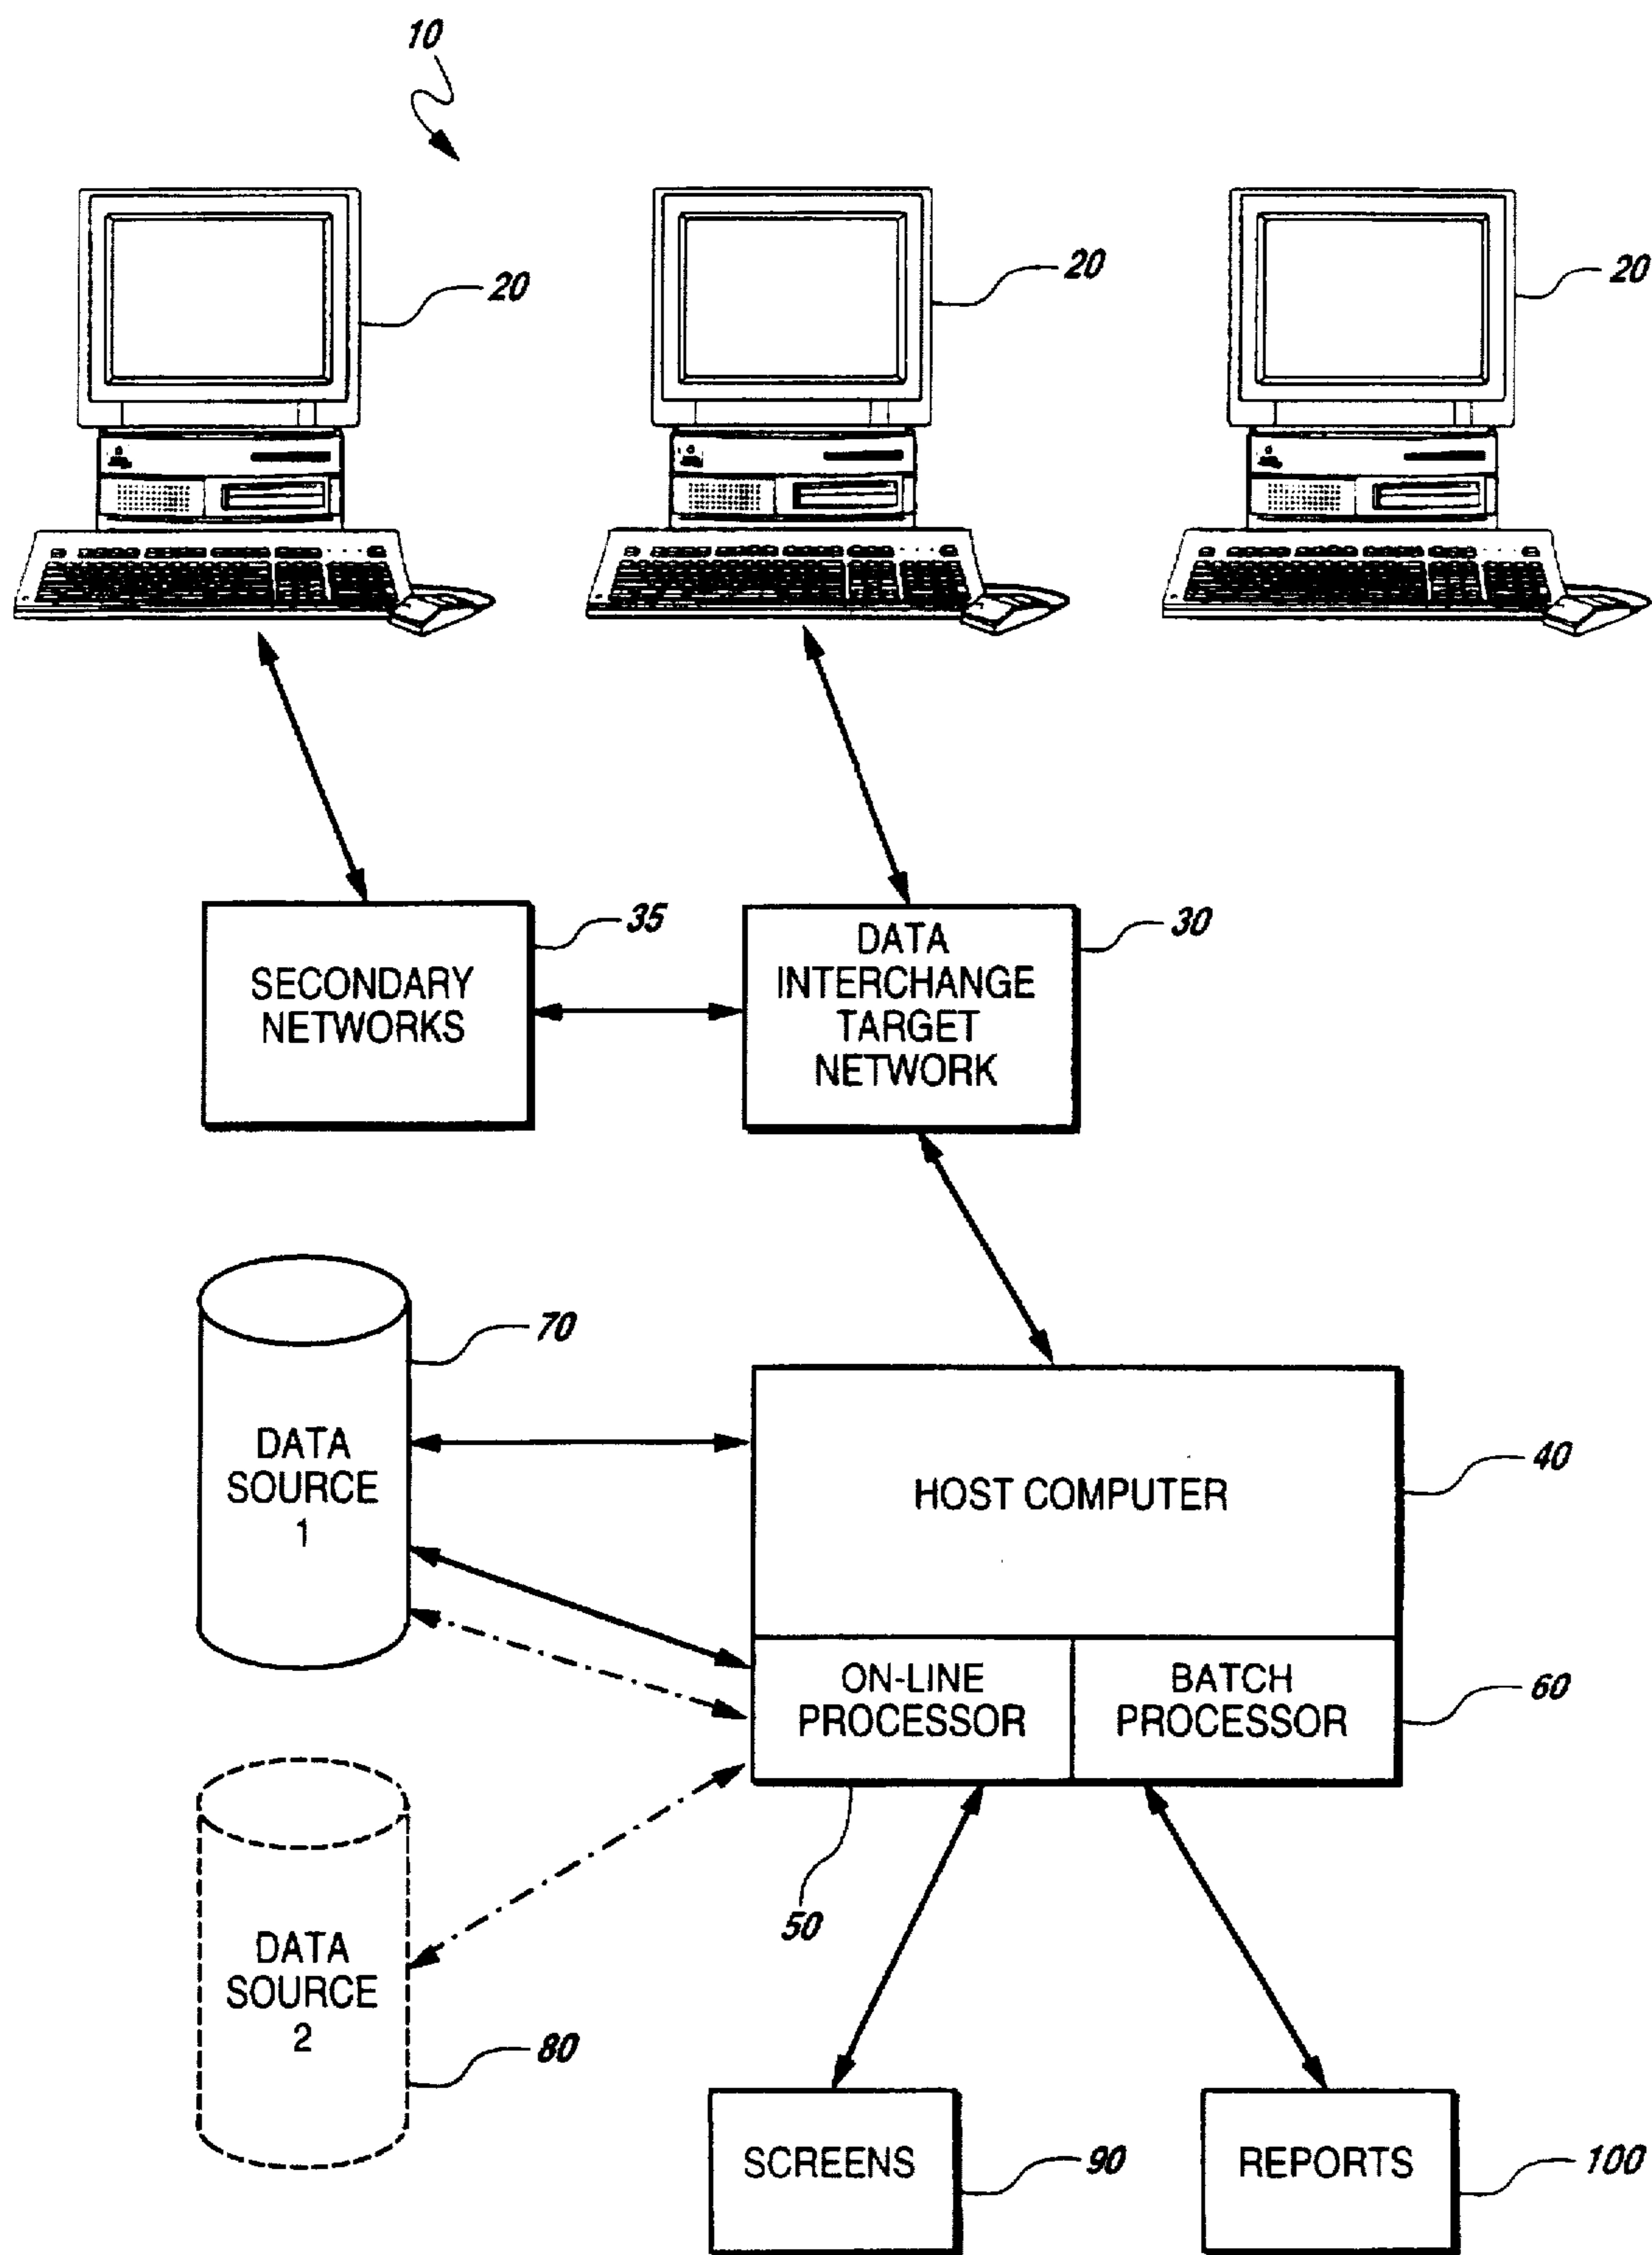 10
20
20
20
35
SECONDARY
NETWORKS
30
DATA
INTERCHANGE
TARGET
NETWORK
70
DATA
SOURCE
1
40
HOST COMPUTER
ON-LINE
PROCESSOR
BATCH
PROCESSOR
60
50
DATA
SOURCE
2
80
SCREENS
90
REPORTS
100